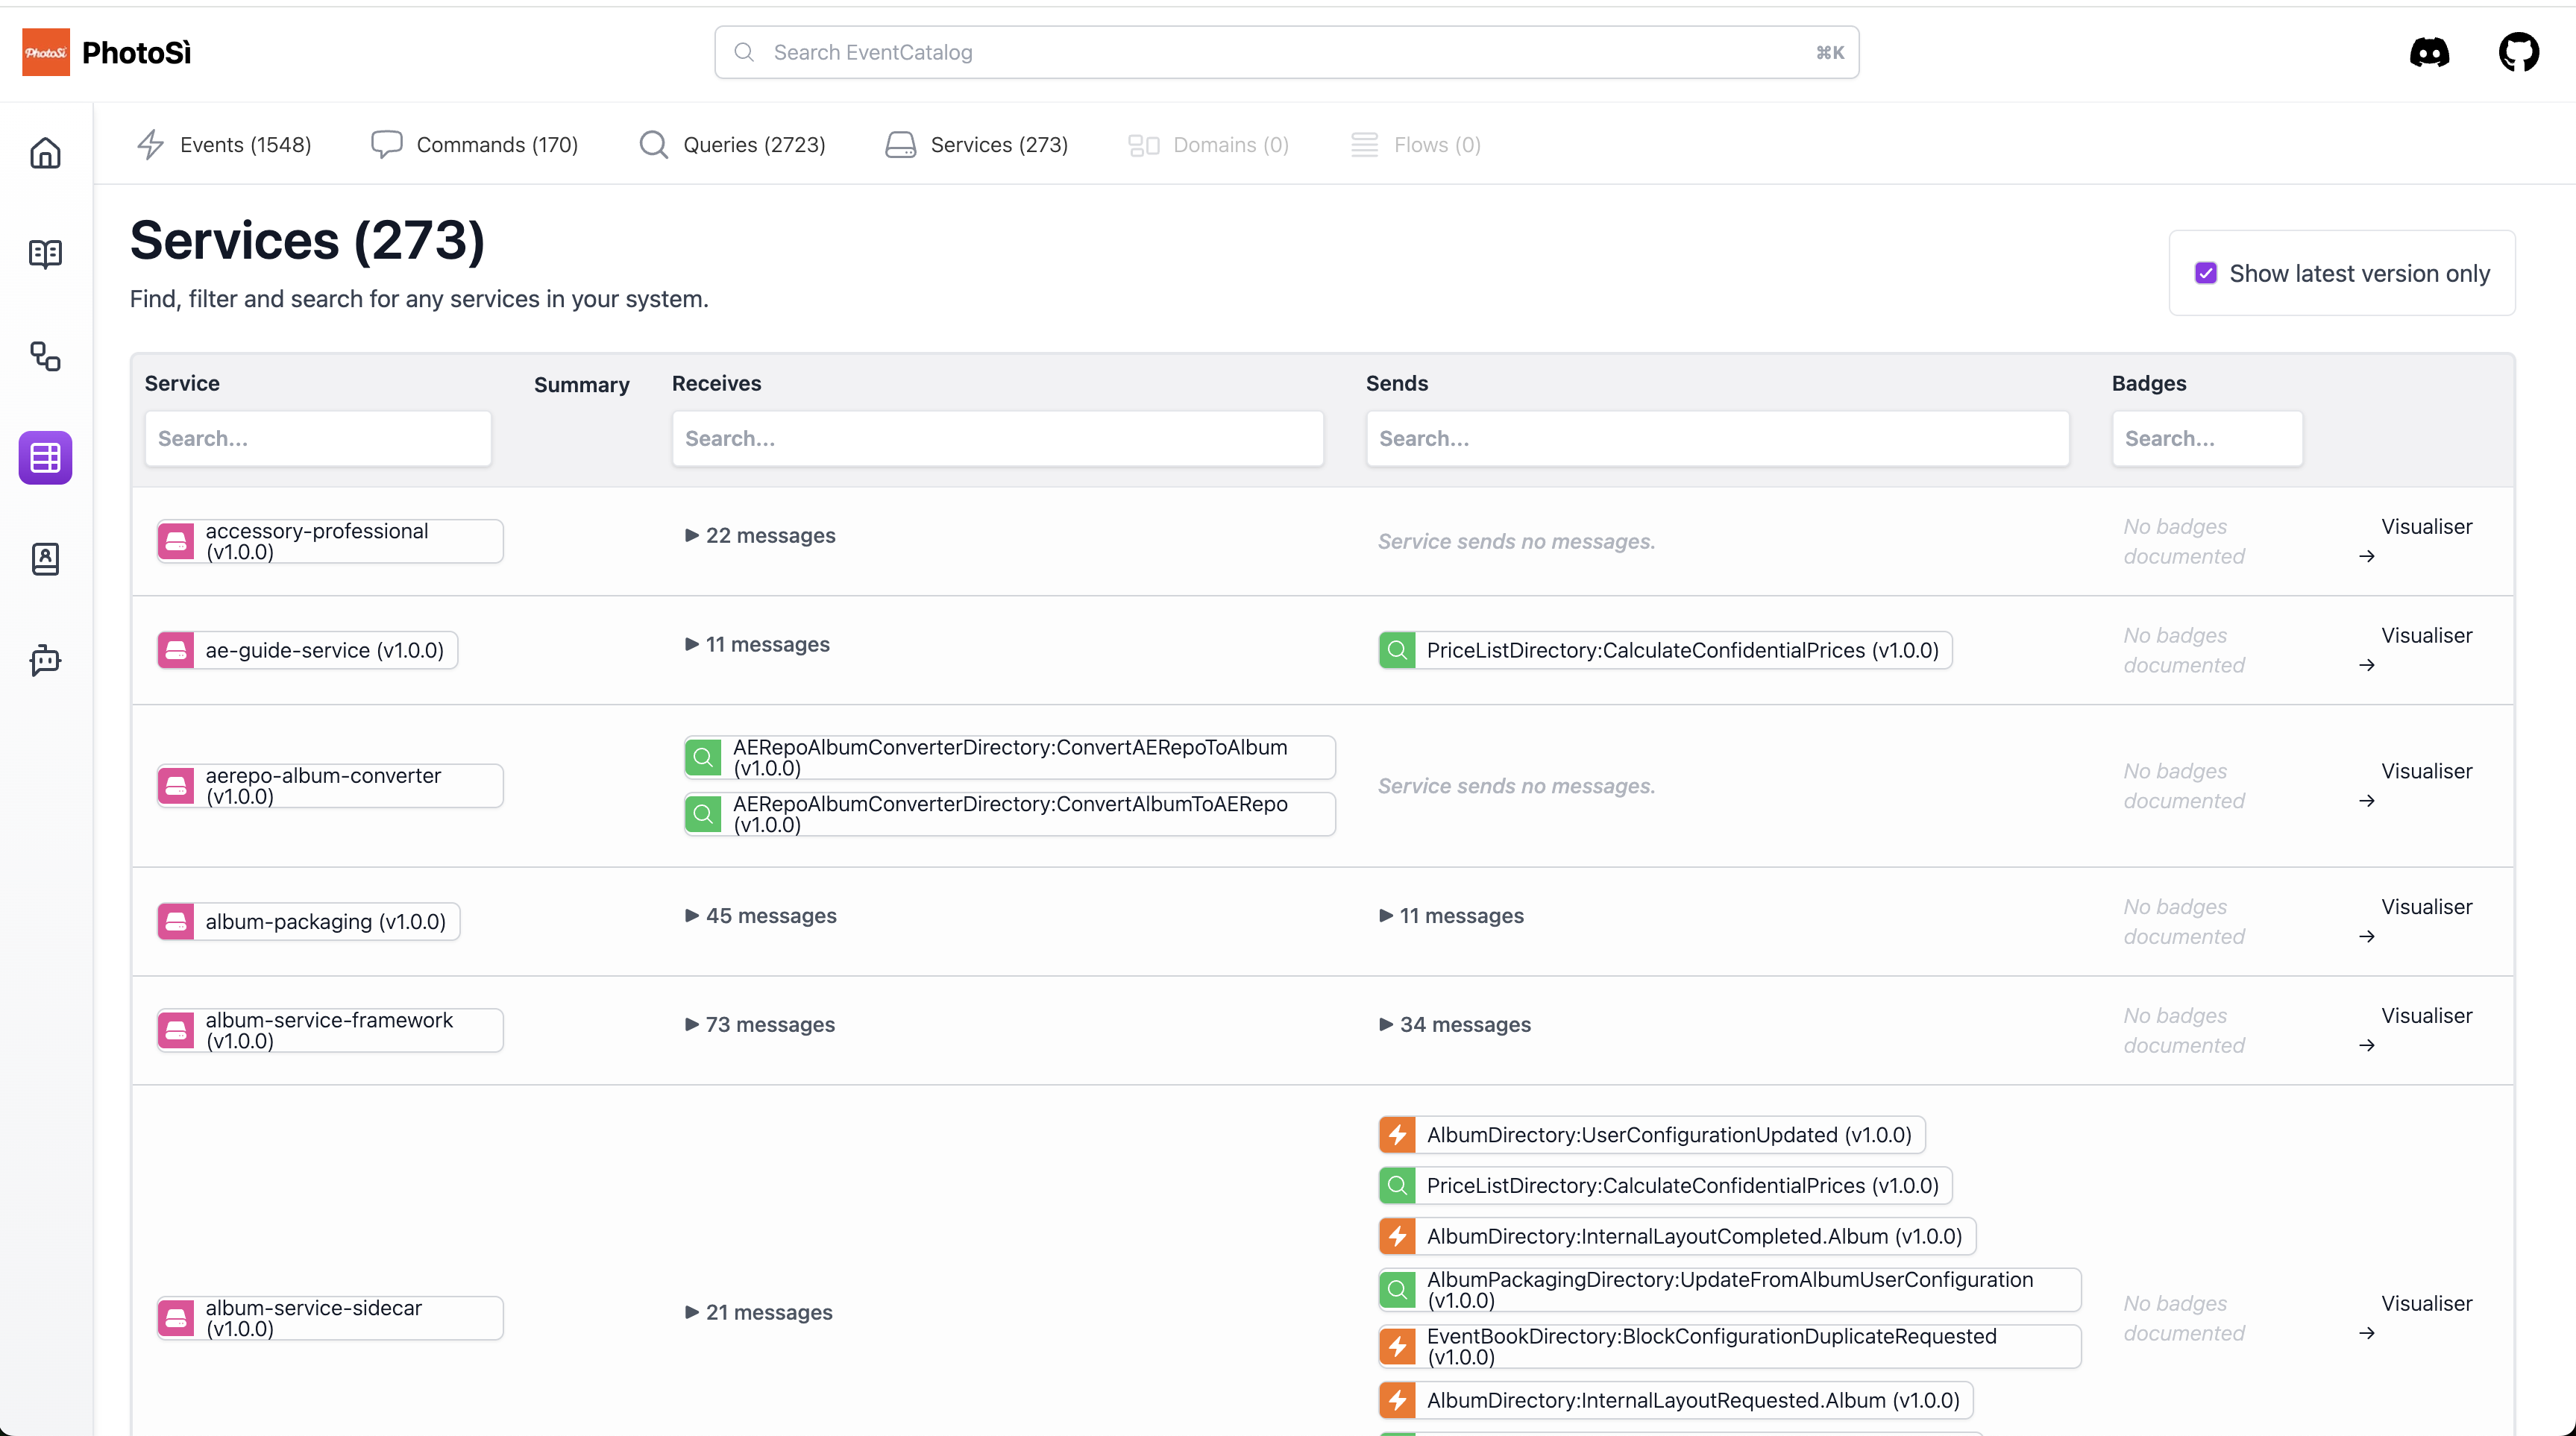 PhotoSì PhotoSì
Search EventCatalog ⌘K
Events (1548) Commands (170) Queries (2723) Services (273) Domains (0) Flows (0)
Services (273)
Find, filter and search for any services in your system.
Show latest version only
Service Summary Receives Sends Badges
Search... Search... Search... Search...
accessory-professional
(v1.0.0)
22 messages
Service sends no messages.
No badges
documented
Visualiser
→
ae-guide-service (v1.0.0)
11 messages
PriceListDirectory:CalculateConfidentialPrices (v1.0.0)
No badges
documented
Visualiser
→
aerepo-album-converter
(v1.0.0)
AERepoAlbumConverterDirectory:ConvertAERepoToAlbum
(v1.0.0)
AERepoAlbumConverterDirectory:ConvertAlbumToAERepo
(v1.0.0)
Service sends no messages.
No badges
documented
Visualiser
→
album-packaging (v1.0.0)
45 messages
11 messages
No badges
documented
Visualiser
→
album-service-framework
(v1.0.0)
73 messages
34 messages
No badges
documented
Visualiser
→
album-service-sidecar
(v1.0.0)
21 messages
AlbumDirectory:UserConfigurationUpdated (v1.0.0)
PriceListDirectory:CalculateConfidentialPrices (v1.0.0)
AlbumDirectory:InternalLayoutCompleted.Album (v1.0.0)
AlbumPackagingDirectory:UpdateFromAlbumUserConfiguration
(v1.0.0)
EventBookDirectory:BlockConfigurationDuplicateRequested
(v1.0.0)
AlbumDirectory:InternalLayoutRequested.Album (v1.0.0)
No badges
documented
Visualiser
→